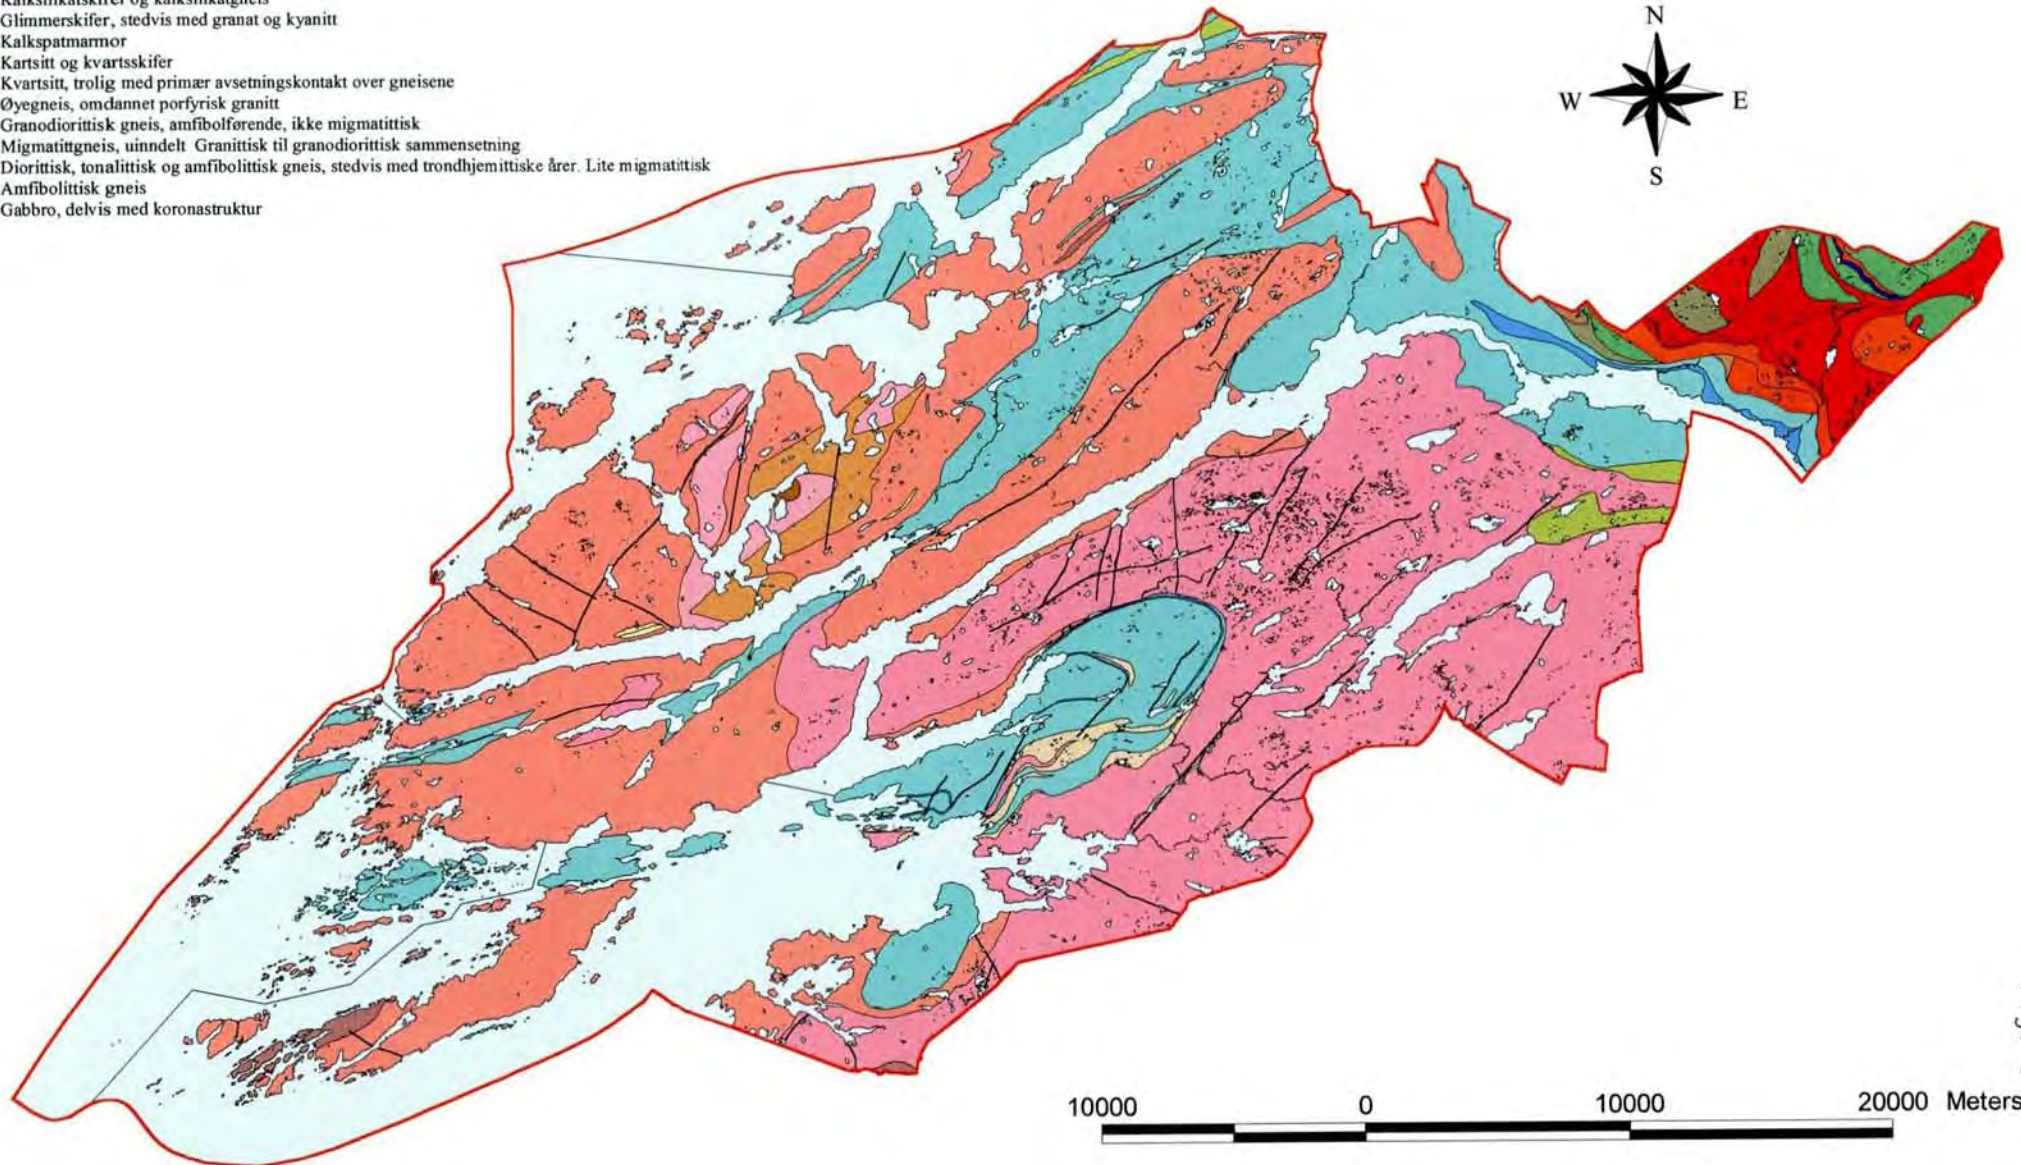 Glimmerskifer, stedvis med granat og kyanitt
Kalkspatmarmor
Kartsitt og kvartsskifer
Kvartsitt, trolig med primær avsetningskontakt over gneisene
Øyegneis, omdannet porfyrisk granitt
Granodiorittisk gneis, amfibolførende, ikke migmatittisk
Migmatittgneis, uinndelt Granittisk til granodiorittisk sammensetning
Diorittisk, tonalittisk og amfibolittisk gneis, stedvis med trondhjemittiske årer. Lite migmatittisk
Amfibolittisk gneis
Gabbro, delvis med koronastruktur
N
W E
S
10000 0 10000 20000 Meters